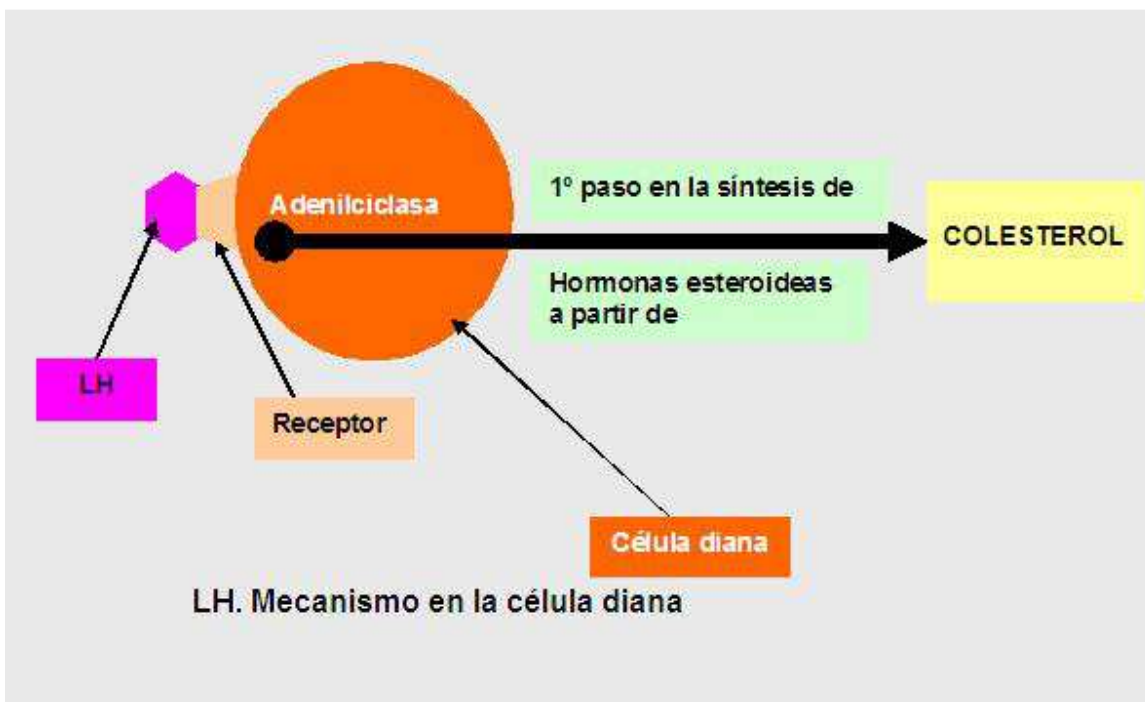 Adenilciclasa
1º paso en la síntesis de
COLESTEROL
Hormonas esteroideas
a partir de
LH
Receptor
Célula diana
LH. Mecanismo en la célula diana